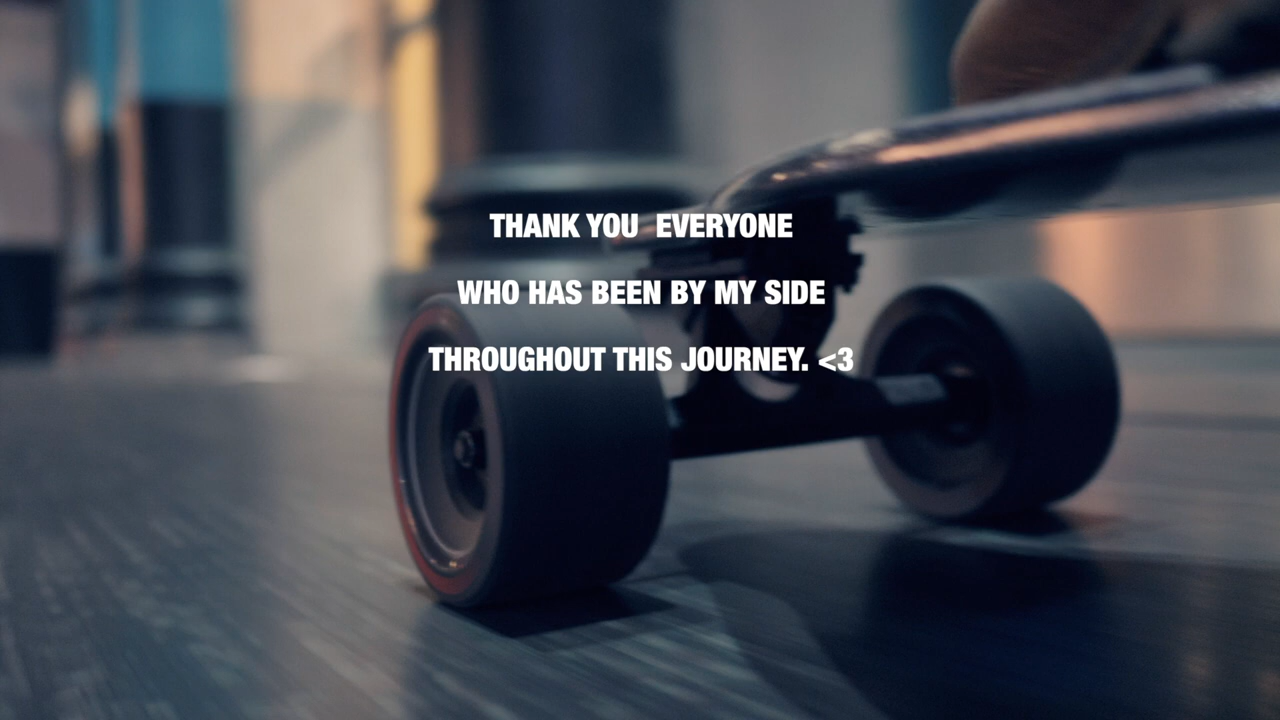 THANK YOU  EVERYONE
WHO HAS BEEN BY MY SIDE
THROUGHOUT THIS JOURNEY. <3